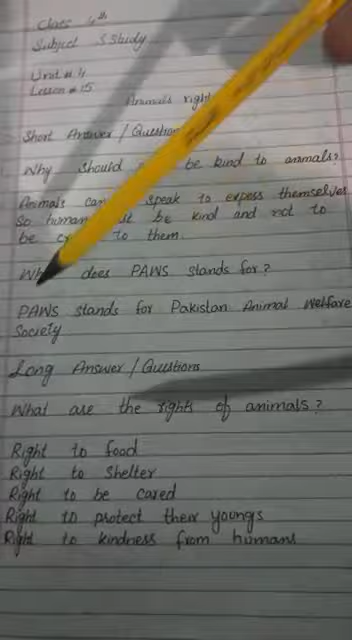 Class 4th
Subject S.Study
Unit # 4
Lesson # 15
Animals right
Short Answer / Question
Why should be kind to animals?
Animals can speak to expess themselves
So human be kind and not to
be to them.
does PAWS stands for?
PAWS stands for Pakistan Animal Welfare
Society
Long Answer / Questions
What are the rights of animals?
Right to food
Right to Shelter
Right to be cared
Right to protect their youngs
Right to kindness from humans